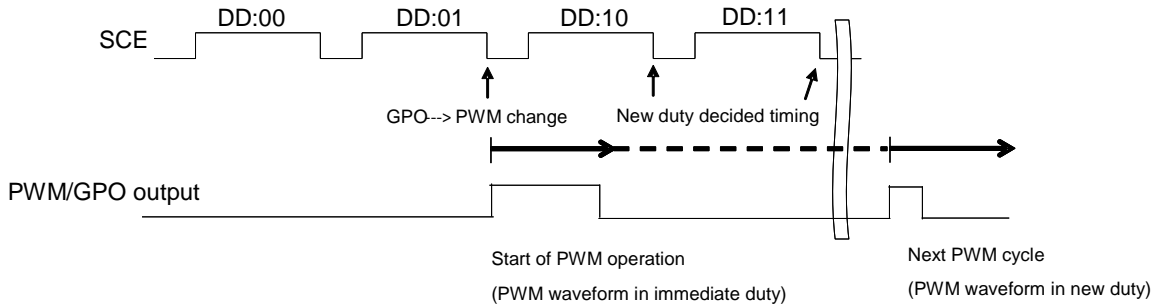 DD:00 DD:01 DD:10 DD:11
SCE
GPO---> PWM change New duty decided timing
PWM/GPO output
Start of PWM operation
(PWM waveform in immediate duty)
Next PWM cycle
(PWM waveform in new duty)